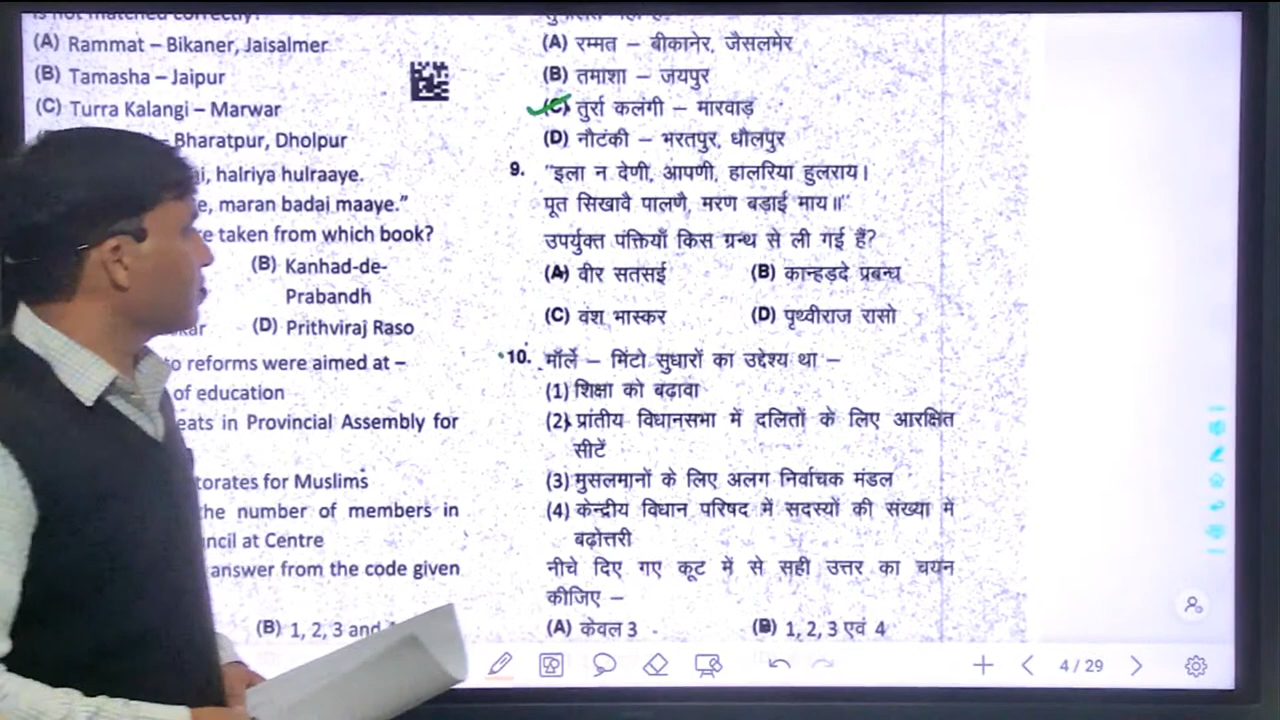 is not matched correctly?
(A) Rammat – Bikaner, Jaisalmer
(B) Tamasha – Jaipur
(C) Turra Kalangi – Marwar
– Bharatpur, Dholpur
halriya hulraaye.
maran badai maaye.”
taken from which book?
(B) Kanhad-de-
Prabandh
(D) Prithviraj Raso
reforms were aimed at –
of education
in Provincial Assembly for
for Muslims
the number of members in
at Centre
answer from the code given
(B) 1, 2, 3 and
(A) रम्मत – बीकानेर, जैसलमेर
(B) तमाशा – जयपुर
(C) तुर्रा कलंगी – मारवाड़
(D) नौटंकी – भरतपुर, धौलपुर
9. “इला न देणी, आपणी, हालरिया हुलराय।
पूत सिखावै पालणै, मरण बड़ाई माय॥”
उपर्युक्त पंक्तियाँ किस ग्रन्थ से ली गई हैं?
(A) वीर सतसई
(B) कान्हड़दे प्रबन्ध
(C) वंश भास्कर
(D) पृथ्वीराज रासो
10. मॉर्ले – मिंटो सुधारों का उद्देश्य था –
(1) शिक्षा को बढ़ावा
(2) प्रांतीय विधानसभा में दलितों के लिए आरक्षित
सीटें
(3) मुसलमानों के लिए अलग निर्वाचक मंडल
(4) केन्द्रीय विधान परिषद में सदस्यों की संख्या में
बढ़ोत्तरी
नीचे दिए गए कूट में से सही उत्तर का चयन
कीजिए –
(A) केवल 3
(B) 1, 2, 3 एवं 4
4 / 29